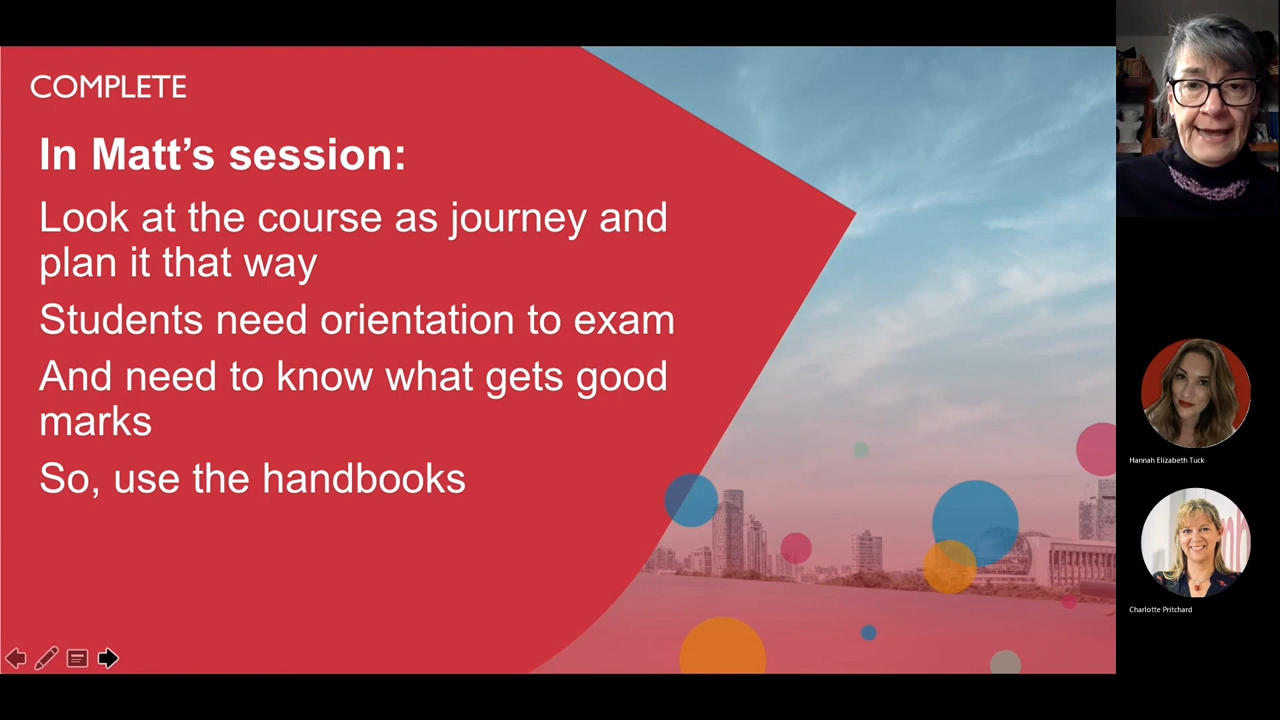 COMPLETE
In Matt’s session:
Look at the course as journey and
plan it that way
Students need orientation to exam
And need to know what gets good
marks
So, use the handbooks
Hannah Elizabeth Tuck
Charlotte Pritchard